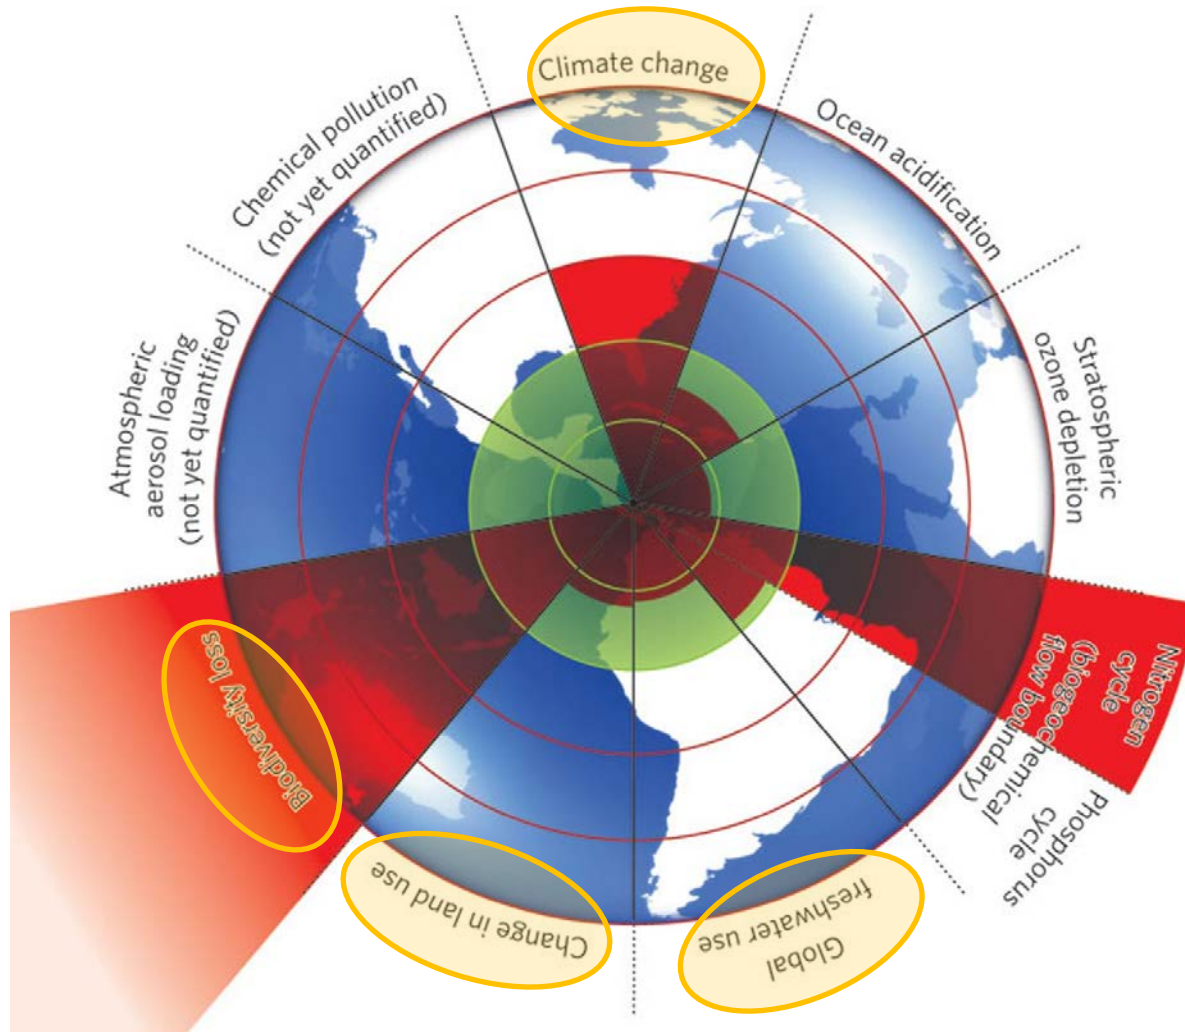 Climate change
Ocean acidification
Stratospheric
ozone depletion
Nitrogen
cycle
(biogeochemical
flow boundary)
Phosphorus
cycle
Global
freshwater use
Change in land use
Biodiversity loss
Atmospheric
aerosol loading
(not yet quantified)
Chemical pollution
(not yet quantified)